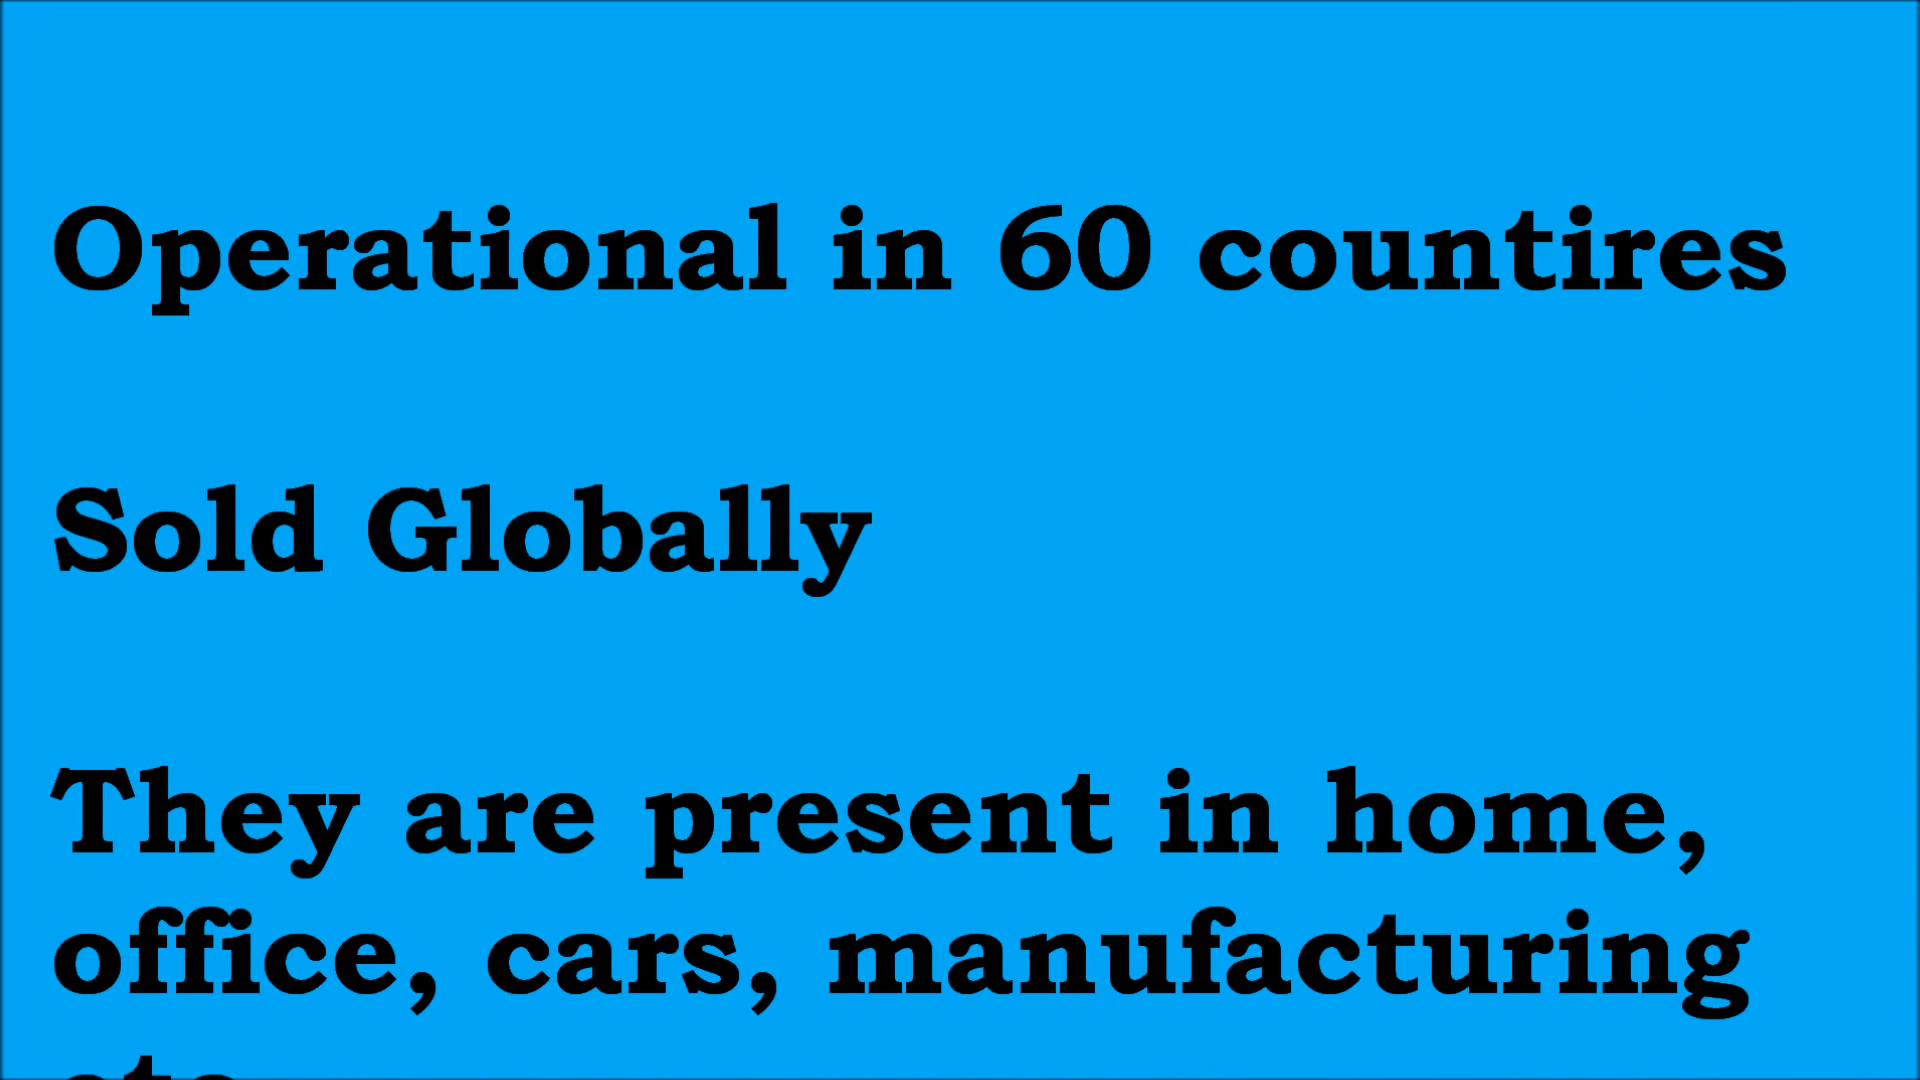 Operational in 60 countires
Sold Globally
They are present in home,
office, cars, manufacturing